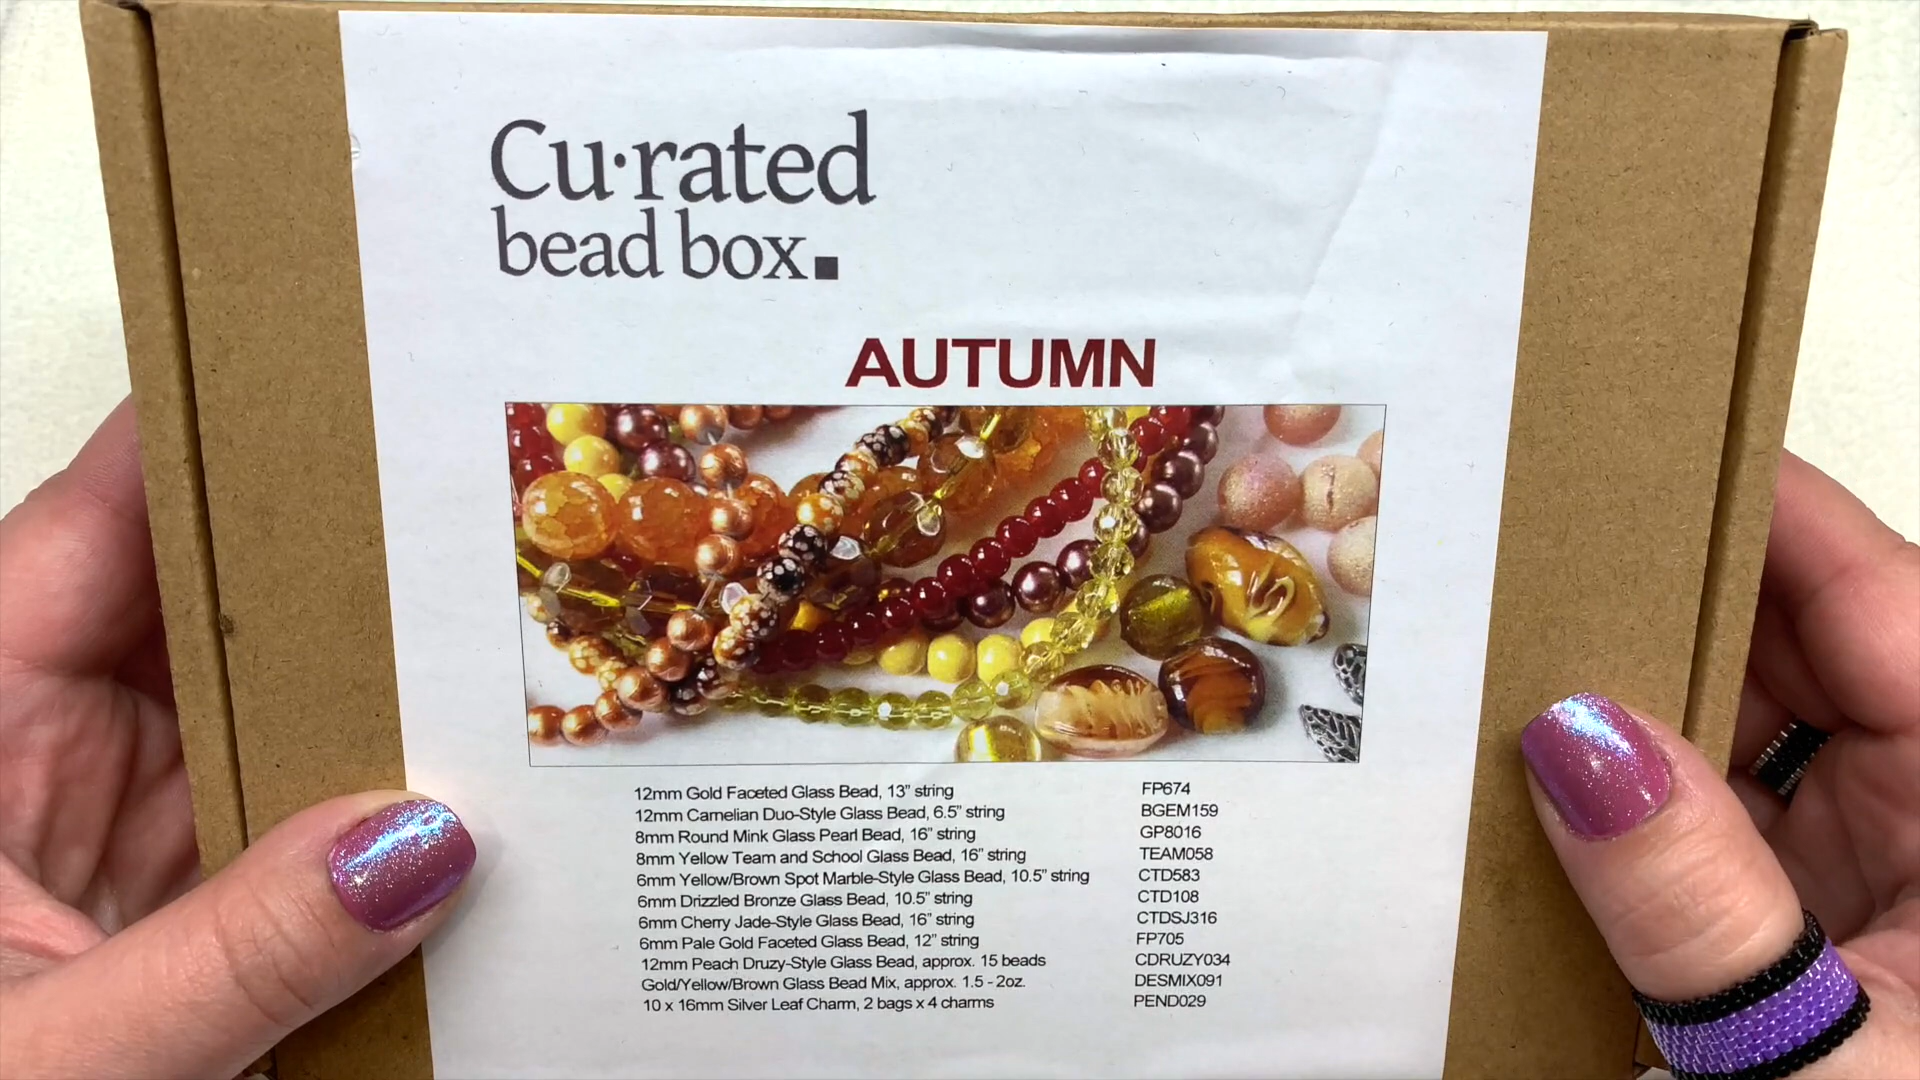 Cu·rated
bead box.
AUTUMN
12mm Gold Faceted Glass Bead, 13” string FP674
12mm Carnelian Duo-Style Glass Bead, 6.5” string BGEM159
8mm Round Mink Glass Pearl Bead, 16” string GP8016
8mm Yellow Team and School Glass Bead, 16” string TEAM058
6mm Yellow/Brown Spot Marble-Style Glass Bead, 10.5” string CTD583
6mm Drizzled Bronze Glass Bead, 10.5” string CTD108
6mm Cherry Jade-Style Glass Bead, 16” string CTDSJ316
6mm Pale Gold Faceted Glass Bead, 12” string FP705
12mm Peach Druzy-Style Glass Bead, approx. 15 beads CDRUZY034
Gold/Yellow/Brown Glass Bead Mix, approx. 1.5 - 2oz. DESMIX091
10 x 16mm Silver Leaf Charm, 2 bags x 4 charms PEND029